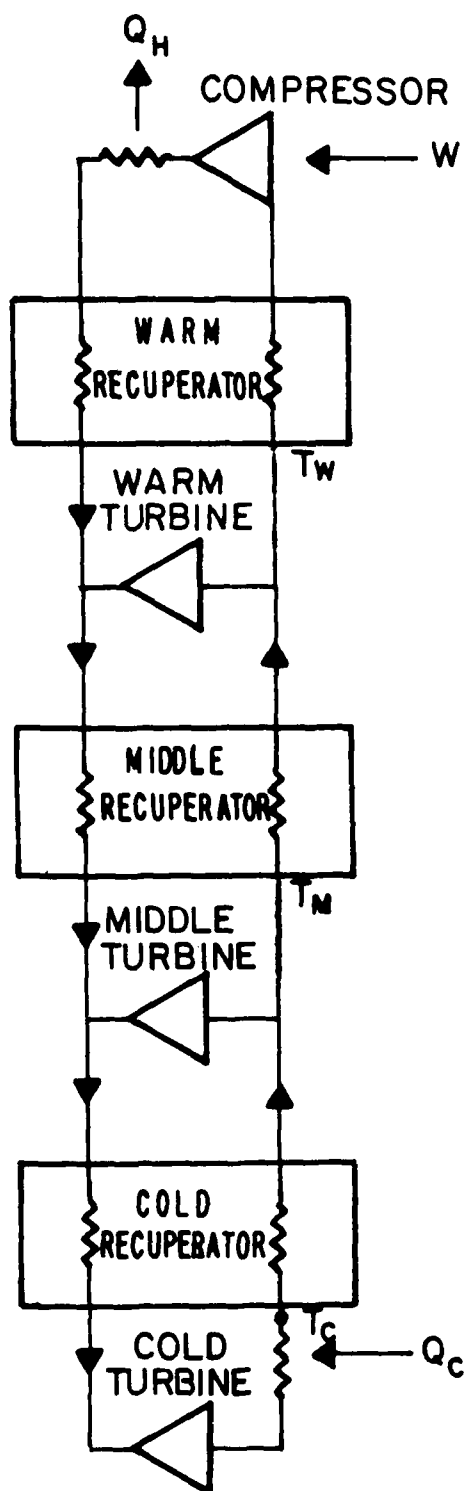 Q_H
COMPRESSOR
W
WARM
RECUPERATOR
T_W
WARM
TURBINE
MIDDLE
RECUPERATOR
T_M
MIDDLE
TURBINE
COLD
RECUPERATOR
T_C
COLD
TURBINE
Q_C